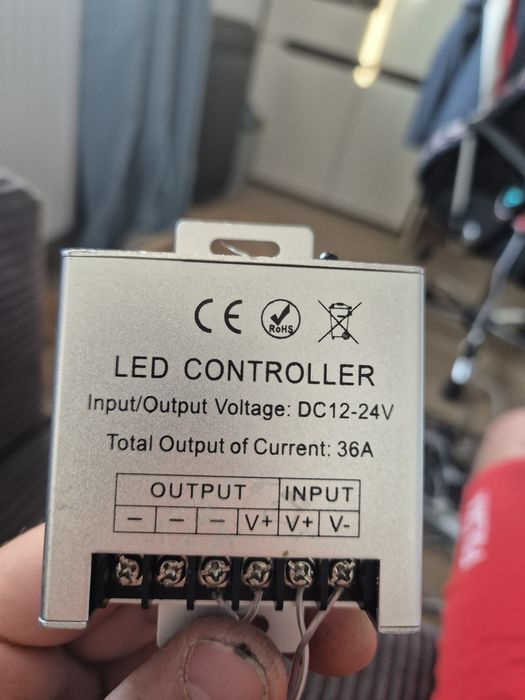 CE RoHS
LED CONTROLLER
Input/Output Voltage: DC12-24V
Total Output of Current: 36A
OUTPUT INPUT
— — — V+ V+ V-